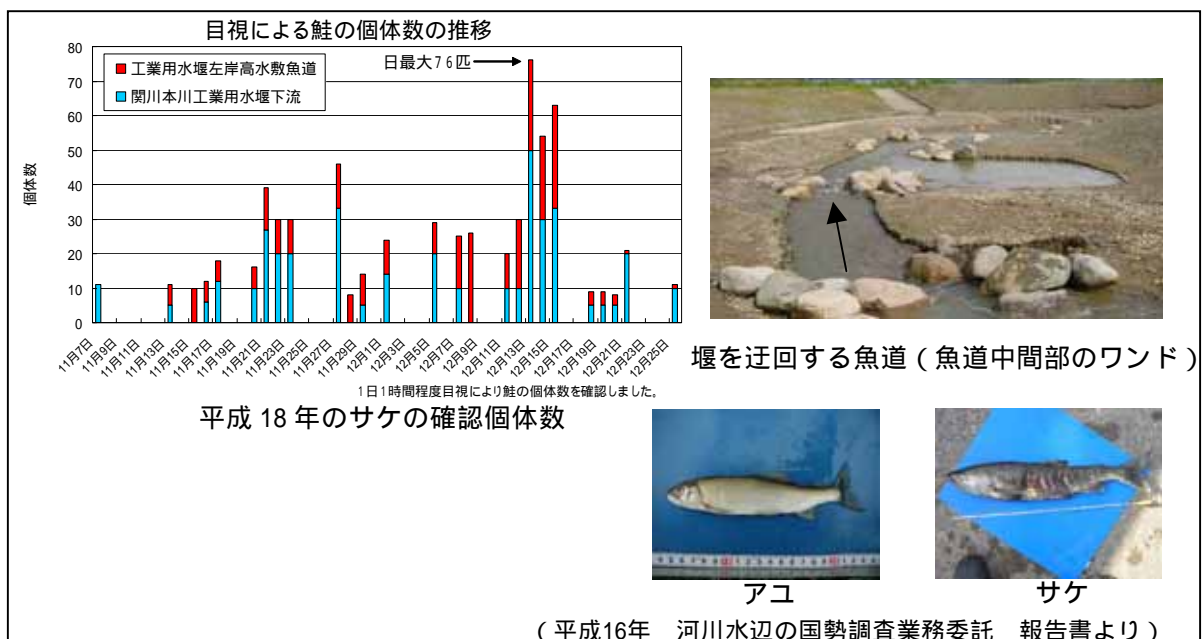 目視による鮭の個体数の推移
80
70
60
50
40
30
20
10
0
個体数
工業用水堰左岸高水敷魚道
関川本川工業用水堰下流
日最大76匹
11月7日
11月9日
11月11日
11月13日
11月15日
11月17日
11月19日
11月21日
11月23日
11月25日
11月27日
11月29日
12月1日
12月3日
12月5日
12月7日
12月9日
12月11日
12月13日
12月15日
12月17日
12月19日
12月21日
12月23日
12月25日
1日1時間程度目視により鮭の個体数を確認しました。
平成 18 年のサケの確認個体数
堰を迂回する魚道(魚道中間部のワンド)
アユ
サケ
(平成16年 河川水辺の国勢調査業務委託 報告書より)